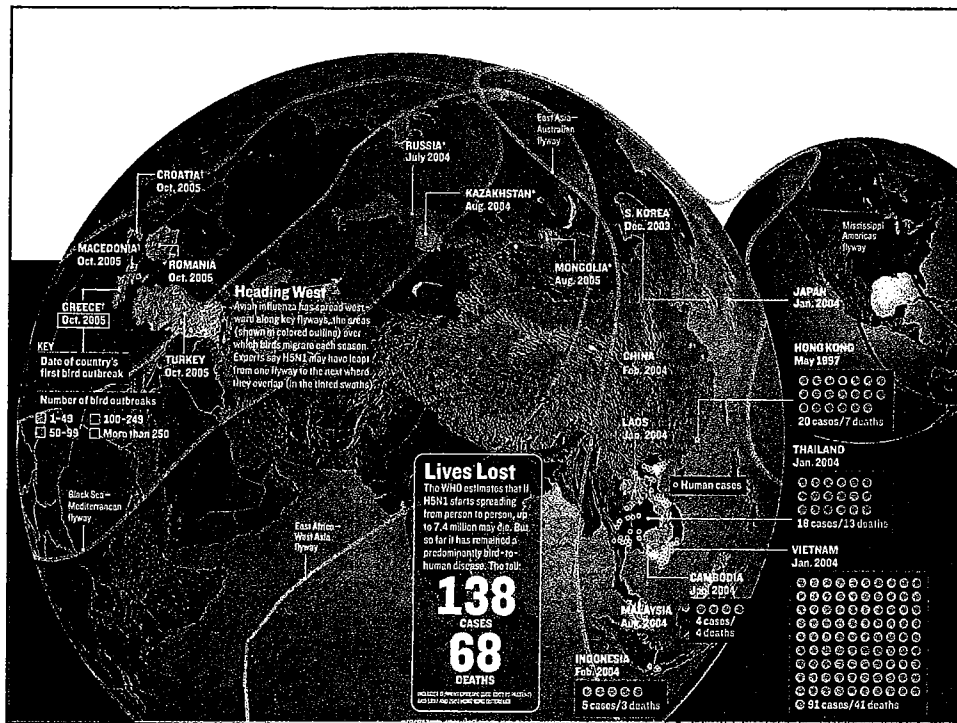 East Asia—
Australian
flyway
RUSSIA*
July 2004
CROATIA†
Oct. 2005
KAZAKHSTAN*
Aug. 2004
S. KOREA
Dec. 2003
Mississippi
Americas
flyway
MACEDONIA†
Oct. 2005
ROMANIA
Oct. 2005
MONGOLIA*
Aug. 2005
GREECE†
Oct. 2005
Heading West
Avian influenza has spread west-
ward along key flyways, the areas
(shown in colored outline) over
which birds migrate each season.
Experts say H5N1 may have leapt
from one flyway to the next where
they overlap (in the tinted swaths)
JAPAN
Jan. 2004
KEY
Date of country's
first bird outbreak
TURKEY
Oct. 2005
CHINA
Feb. 2004
HONG KONG
May 1997
20 cases/7 deaths
Number of bird outbreaks
1-49
100-249
50-99
More than 250
LAOS
Jan. 2004
THAILAND
Jan. 2004
18 cases/13 deaths
Human cases
Lives Lost
The WHO estimates that if
H5N1 starts spreading
from person to person, up
to 7.4 million may die. But
so far it has remained a
predominantly bird-to-
human disease. The toll:
138
CASES
68
DEATHS
Black Sea—
Mediterranean
flyway
East Africa—
West Asia
flyway
VIETNAM
Jan. 2004
91 cases/41 deaths
CAMBODIA
Jan. 2004
4 cases/
4 deaths
MALAYSIA
Aug. 2004
INDONESIA
Feb. 2004
5 cases/3 deaths